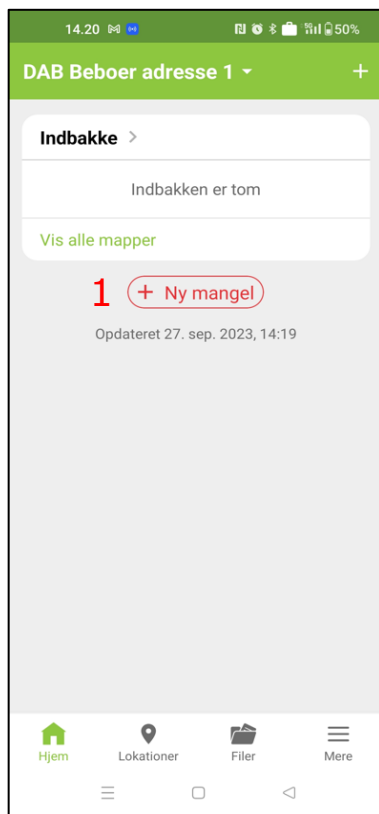 14.20 50%
DAB Beboer adresse 1
Indbakke >
Indbakken er tom
Vis alle mapper
1 + Ny mangel
Opdateret 27. sep. 2023, 14:19
Hjem Lokationer Filer Mere